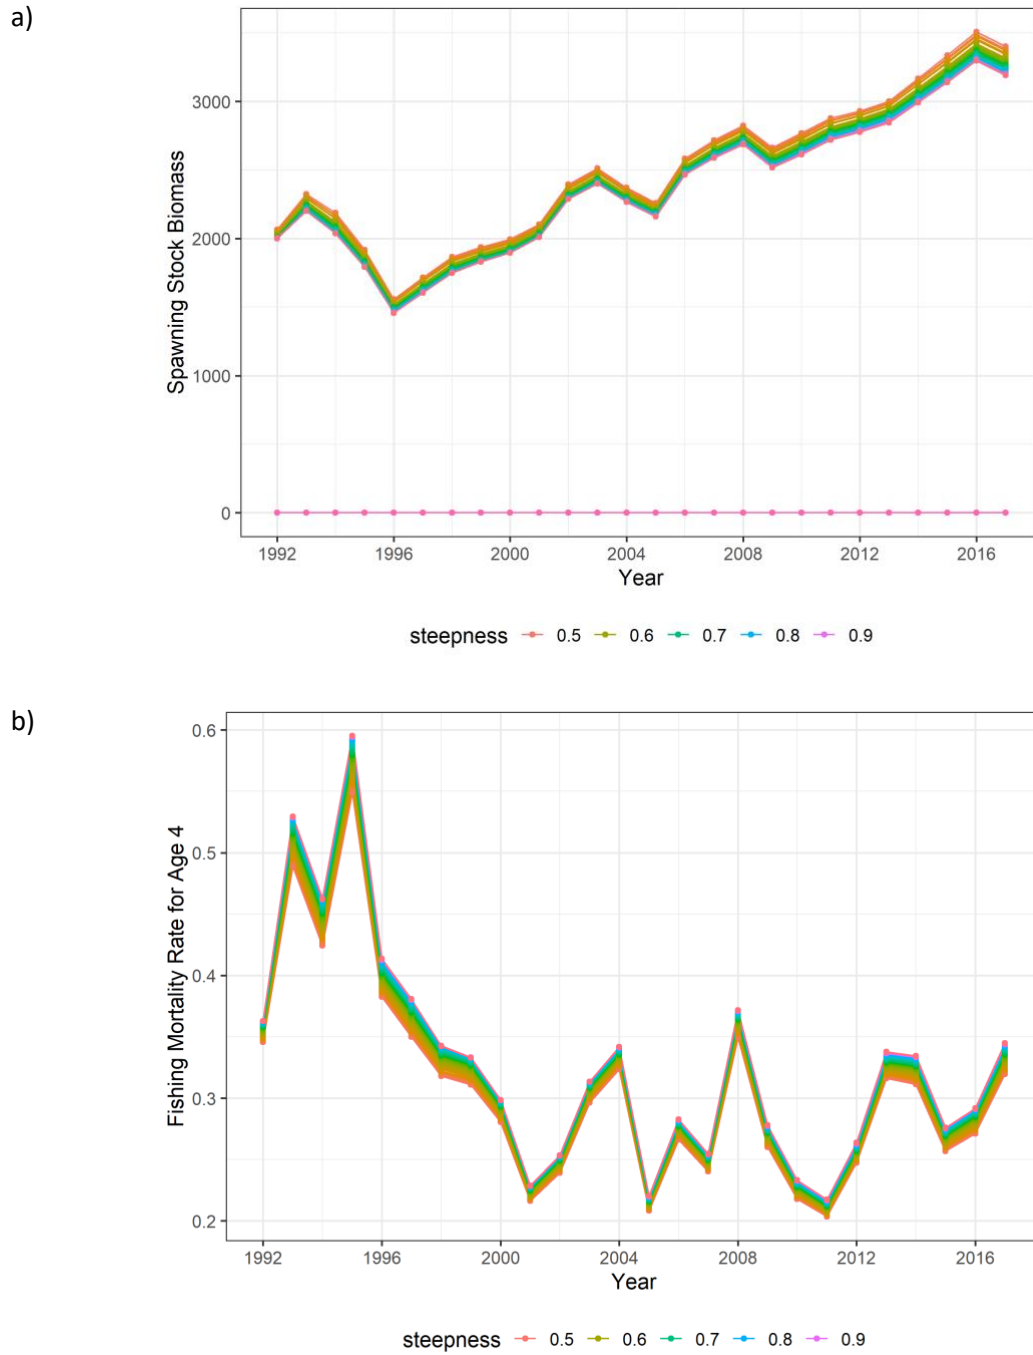 a)
Spawning Stock Biomass
3000
2000
1000
0
1992 1996 2000 2004 2008 2012 2016
Year
steepness 0.5 0.6 0.7 0.8 0.9
b)
Fishing Mortality Rate for Age 4
0.6
0.5
0.4
0.3
0.2
1992 1996 2000 2004 2008 2012 2016
Year
steepness 0.5 0.6 0.7 0.8 0.9